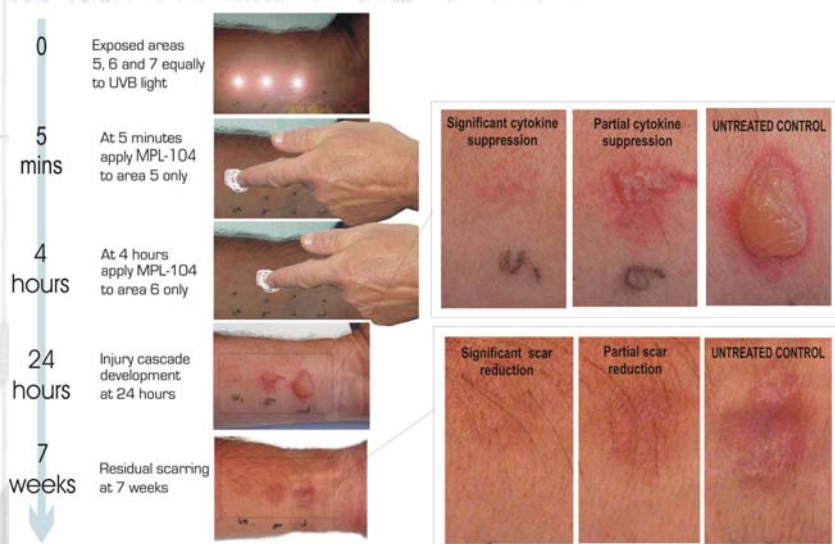 0
Exposed areas
5, 6 and 7 equally
to UVB light
5
mins
At 5 minutes
apply MPL-104
to area 5 only
4
hours
At 4 hours
apply MPL-104
to area 6 only
24
hours
Injury cascade
development
at 24 hours
7
weeks
Residual scarring
at 7 weeks
Significant cytokine
suppression
Partial cytokine
suppression
UNTREATED CONTROL
5
6
Significant scar
reduction
Partial scar
reduction
UNTREATED CONTROL